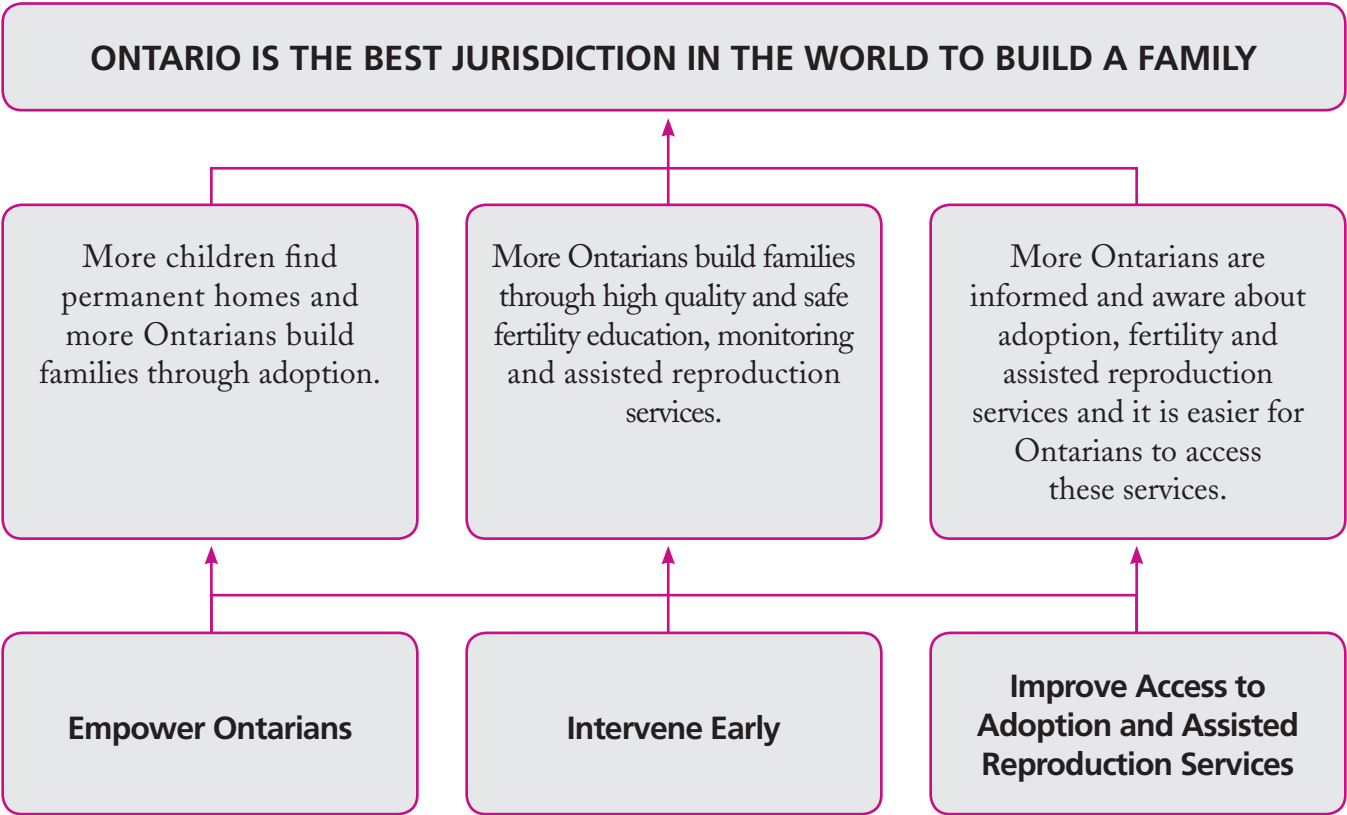 ONTARIO IS THE BEST JURISDICTION IN THE WORLD TO BUILD A FAMILY
More children find
permanent homes and
more Ontarians build
families through adoption.
More Ontarians build families
through high quality and safe
fertility education, monitoring
and assisted reproduction
services.
More Ontarians are
informed and aware about
adoption, fertility and
assisted reproduction
services and it is easier for
Ontarians to access
these services.
Empower Ontarians
Intervene Early
Improve Access to
Adoption and Assisted
Reproduction Services